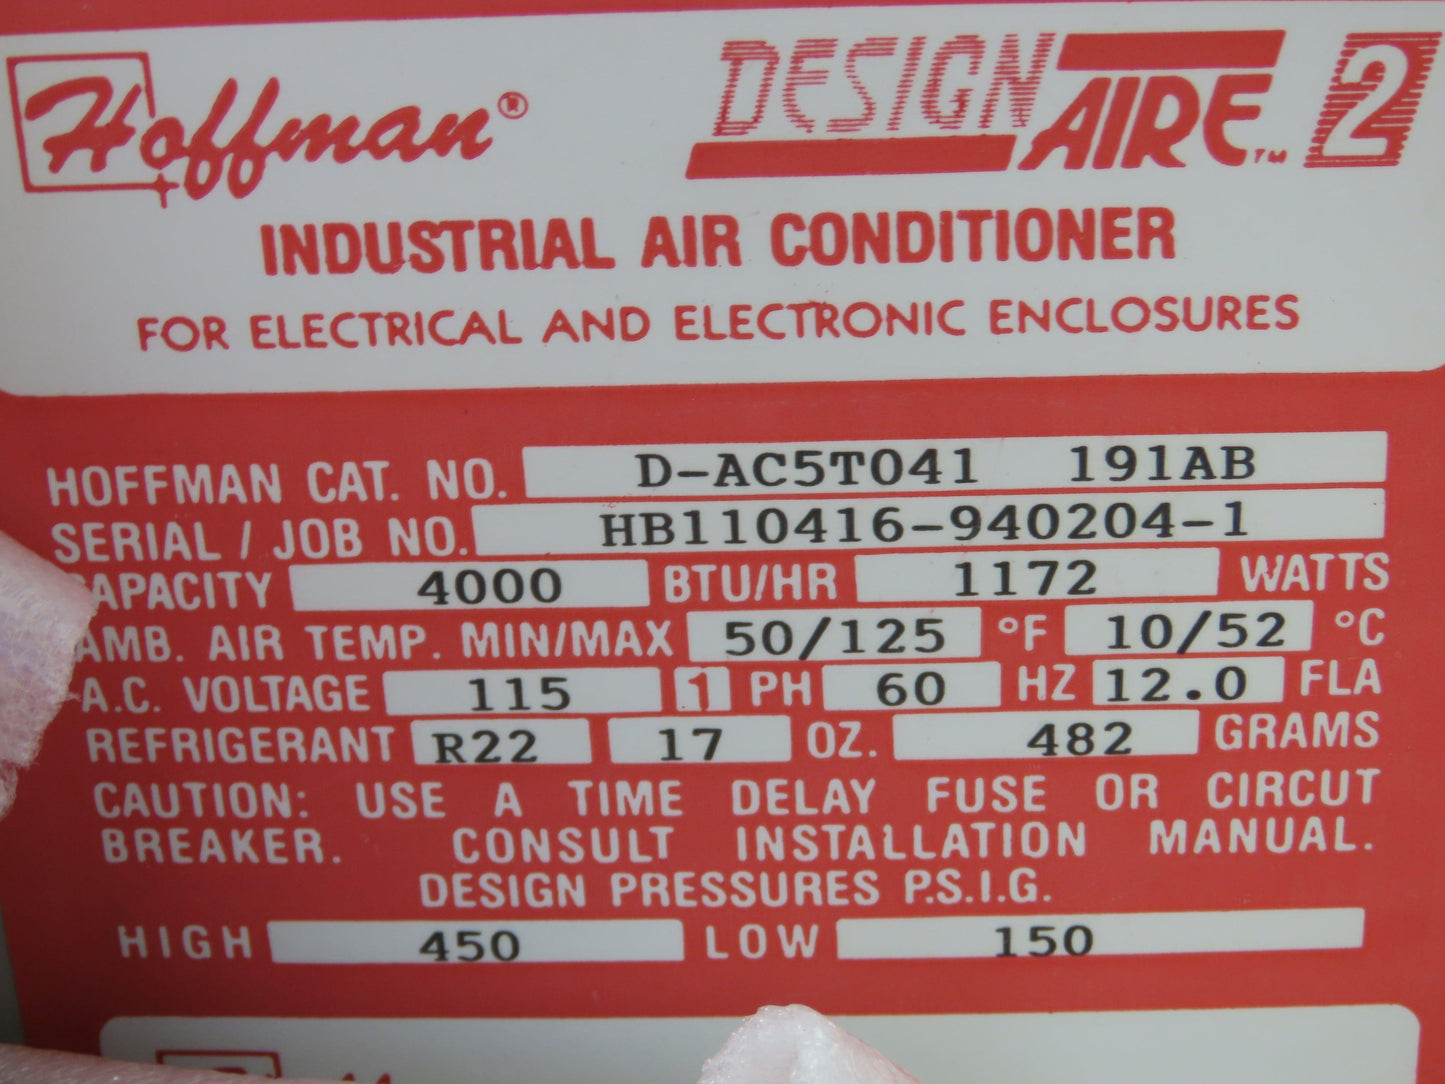 Hoffman® DESIGN AIRE™ 2
INDUSTRIAL AIR CONDITIONER
FOR ELECTRICAL AND ELECTRONIC ENCLOSURES
HOFFMAN CAT. NO. D-AC5T041 191AB
SERIAL / JOB NO. HB110416-940204-1
CAPACITY 4000 BTU/HR 1172 WATTS
AMB. AIR TEMP. MIN/MAX 50/125 °F 10/52 °C
A.C. VOLTAGE 115 1 PH 60 HZ 12.0 FLA
REFRIGERANT R22 17 OZ. 482 GRAMS
CAUTION: USE A TIME DELAY FUSE OR CIRCUT
BREAKER. CONSULT INSTALLATION MANUAL.
DESIGN PRESSURES P.S.I.G.
HIGH 450 LOW 150